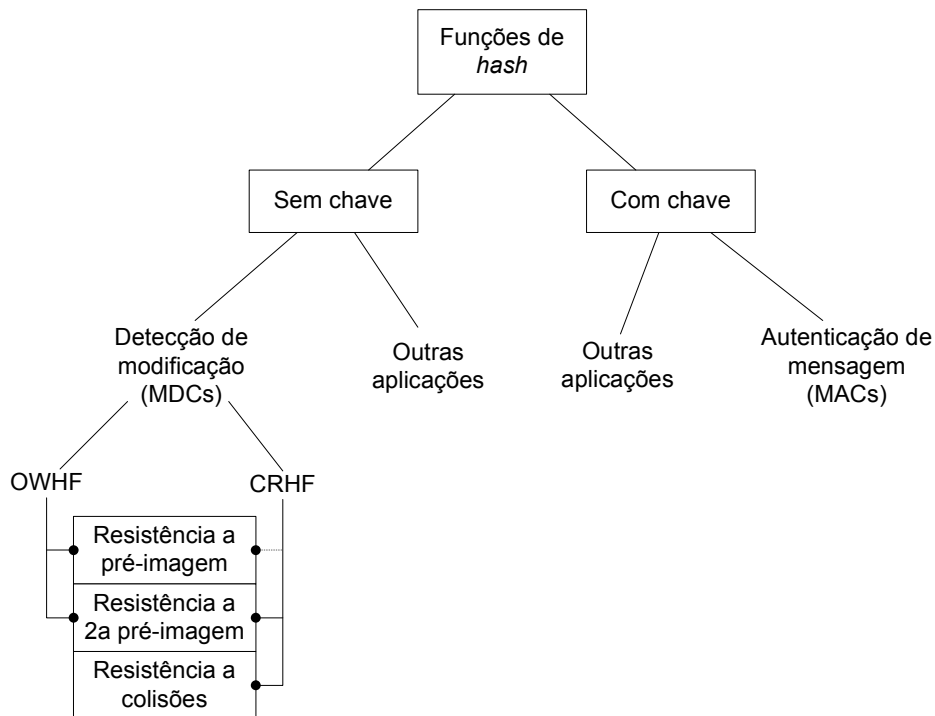 Funções de
hash
Sem chave
Com chave
Detecção de
modificação
(MDCs)
Outras
aplicações
Outras
aplicações
Autenticação de
mensagem
(MACs)
OWHF
CRHF
Resistência a
pré-imagem
Resistência a
2a pré-imagem
Resistência a
colisões